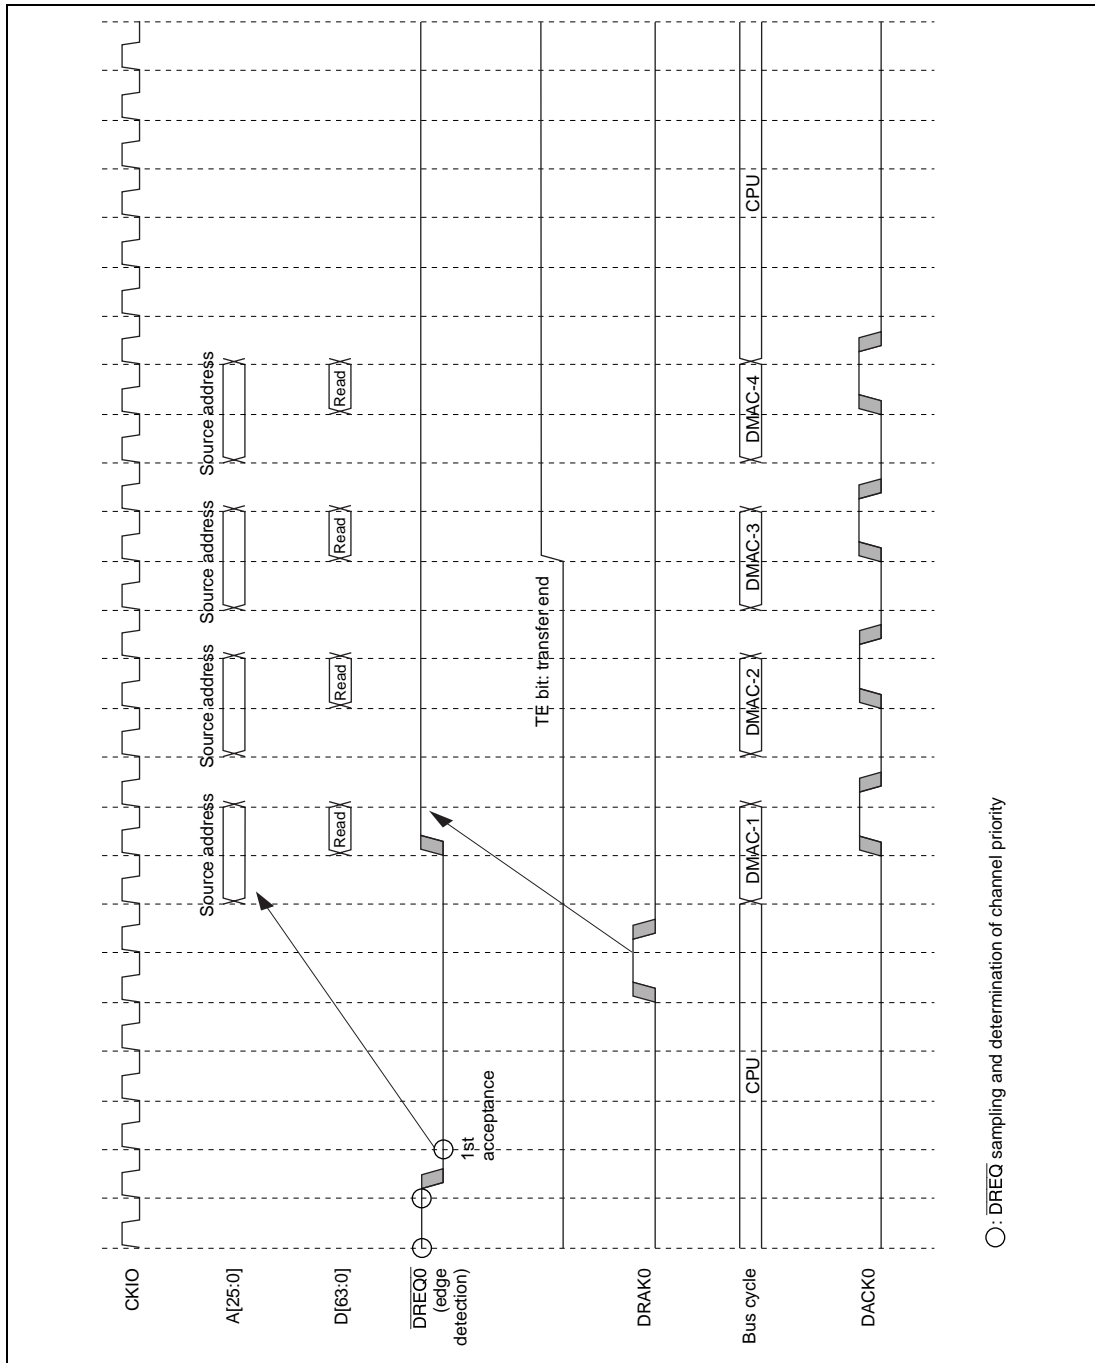 CKIO
A[25:0]
Source address
Source address
Source address
Source address
D[63:0]
Read
Read
Read
Read
DREQ0
(edge
detection)
1st
acceptance
TE bit: transfer end
DRAK0
Bus cycle
CPU
DMAC-1
DMAC-2
DMAC-3
DMAC-4
CPU
DACK0
: DREQ sampling and determination of channel priority